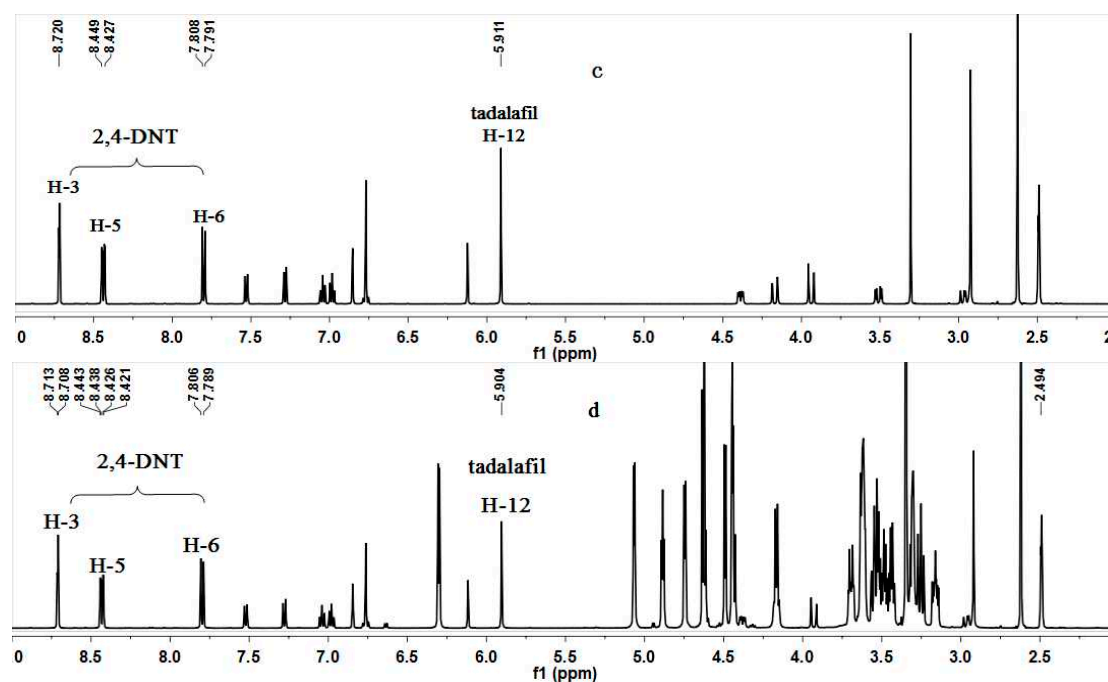 8.720
8.449
8.427
7.808
7.791
5.911
c
tadalafil
H-12
2,4-DNT
H-3
H-5
H-6
.0 8.5 8.0 7.5 7.0 6.5 6.0 5.5 5.0 4.5 4.0 3.5 3.0 2.5 2
f1 (ppm)
8.713
8.708
8.443
8.438
8.426
8.421
7.806
7.789
5.904
2.494
d
2,4-DNT
tadalafil
H-12
H-3
H-5
H-6
.0 8.5 8.0 7.5 7.0 6.5 6.0 5.5 5.0 4.5 4.0 3.5 3.0 2.5
f1 (ppm)